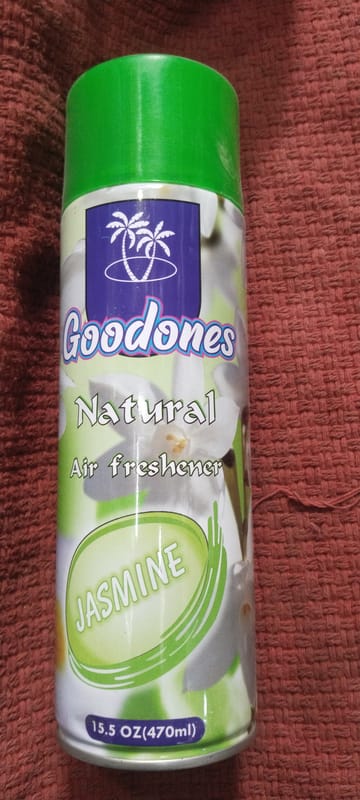 Goodones
Natural
Air freshener
JASMINE
15.5 OZ(470ml)